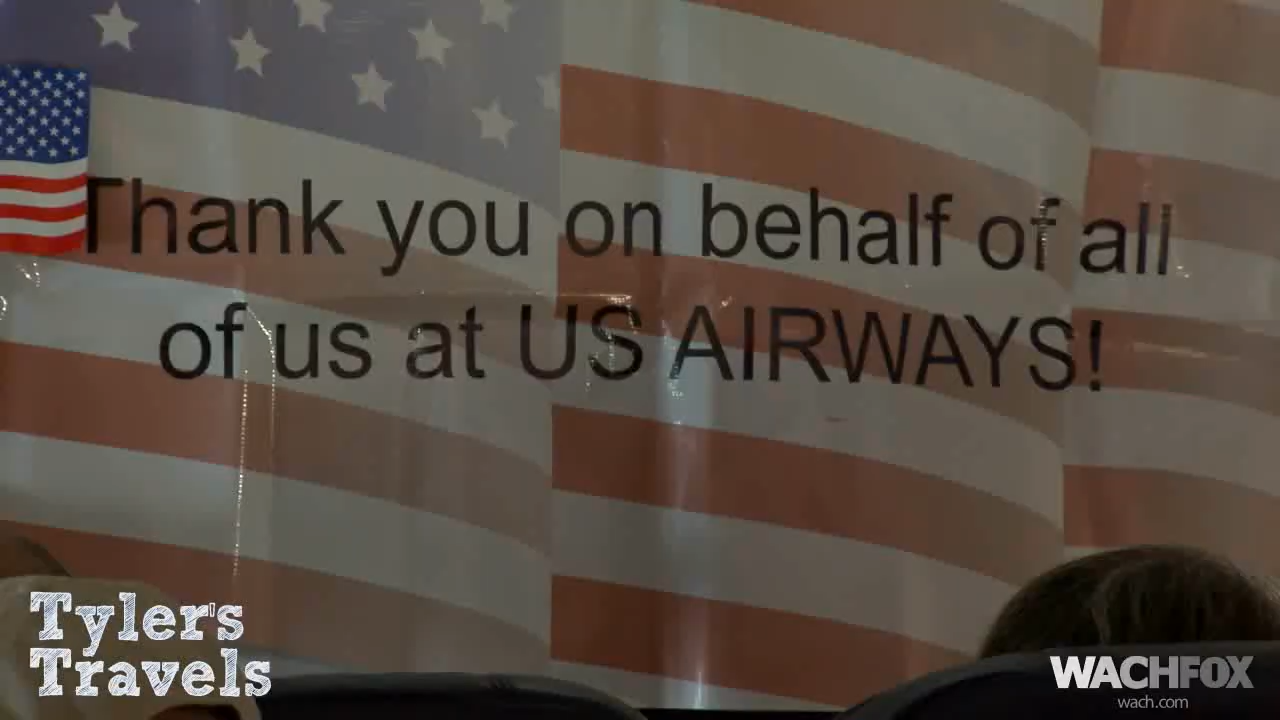 Thank you on behalf of all
of us at US AIRWAYS!
Tyler's
Travels
WACHFOX
wach.com